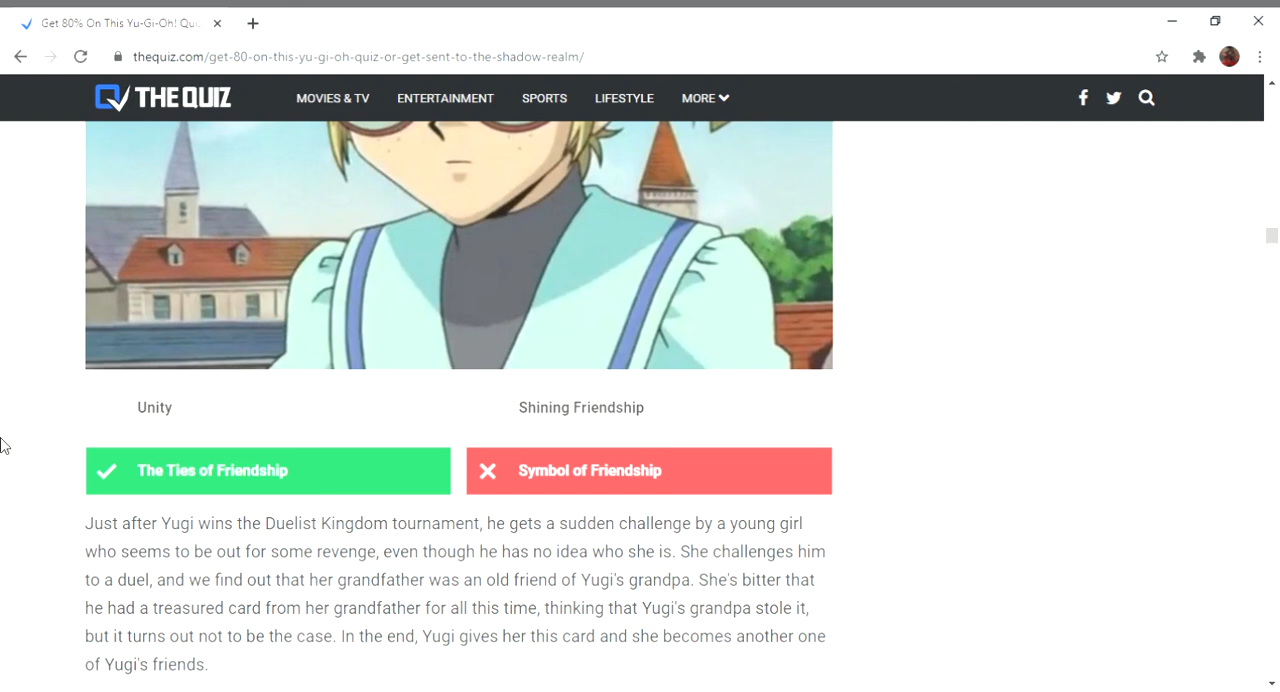 Get 80% On This Yu-Gi-Oh! Qu
thequiz.com/get-80-on-this-yu-gi-oh-quiz-or-get-sent-to-the-shadow-realm/
THE QUIZ MOVIES & TV ENTERTAINMENT SPORTS LIFESTYLE MORE
Unity
Shining Friendship
The Ties of Friendship
Symbol of Friendship
Just after Yugi wins the Duelist Kingdom tournament, he gets a sudden challenge by a young girl
who seems to be out for some revenge, even though he has no idea who she is. She challenges him
to a duel, and we find out that her grandfather was an old friend of Yugi's grandpa. She's bitter that
he had a treasured card from her grandfather for all this time, thinking that Yugi's grandpa stole it,
but it turns out not to be the case. In the end, Yugi gives her this card and she becomes another one
of Yugi's friends.